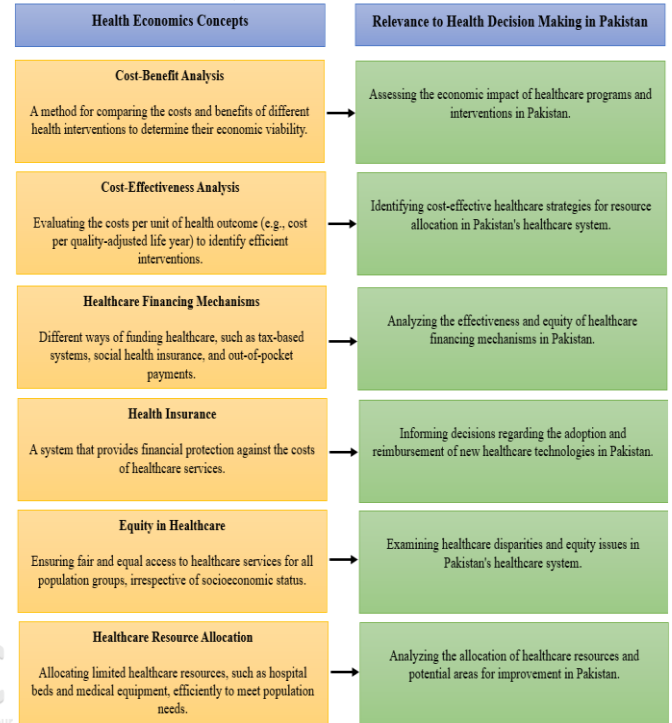 Health Economics Concepts
Relevance to Health Decision Making in Pakistan
Cost-Benefit Analysis
A method for comparing the costs and benefits of different
health interventions to determine their economic viability.
Assessing the economic impact of healthcare programs and
interventions in Pakistan.
Cost-Effectiveness Analysis
Evaluating the costs per unit of health outcome (e.g., cost
per quality-adjusted life year) to identify efficient
interventions.
Identifying cost-effective healthcare strategies for resource
allocation in Pakistan's healthcare system.
Healthcare Financing Mechanisms
Different ways of funding healthcare, such as tax-based
systems, social health insurance, and out-of-pocket
payments.
Analyzing the effectiveness and equity of healthcare
financing mechanisms in Pakistan.
Health Insurance
A system that provides financial protection against the costs
of healthcare services.
Informing decisions regarding the adoption and
reimbursement of new healthcare technologies in Pakistan.
Equity in Healthcare
Ensuring fair and equal access to healthcare services for all
population groups, irrespective of socioeconomic status.
Examining healthcare disparities and equity issues in
Pakistan's healthcare system.
Healthcare Resource Allocation
Allocating limited healthcare resources, such as hospital
beds and medical equipment, efficiently to meet population
needs.
Analyzing the allocation of healthcare resources and
potential areas for improvement in Pakistan.